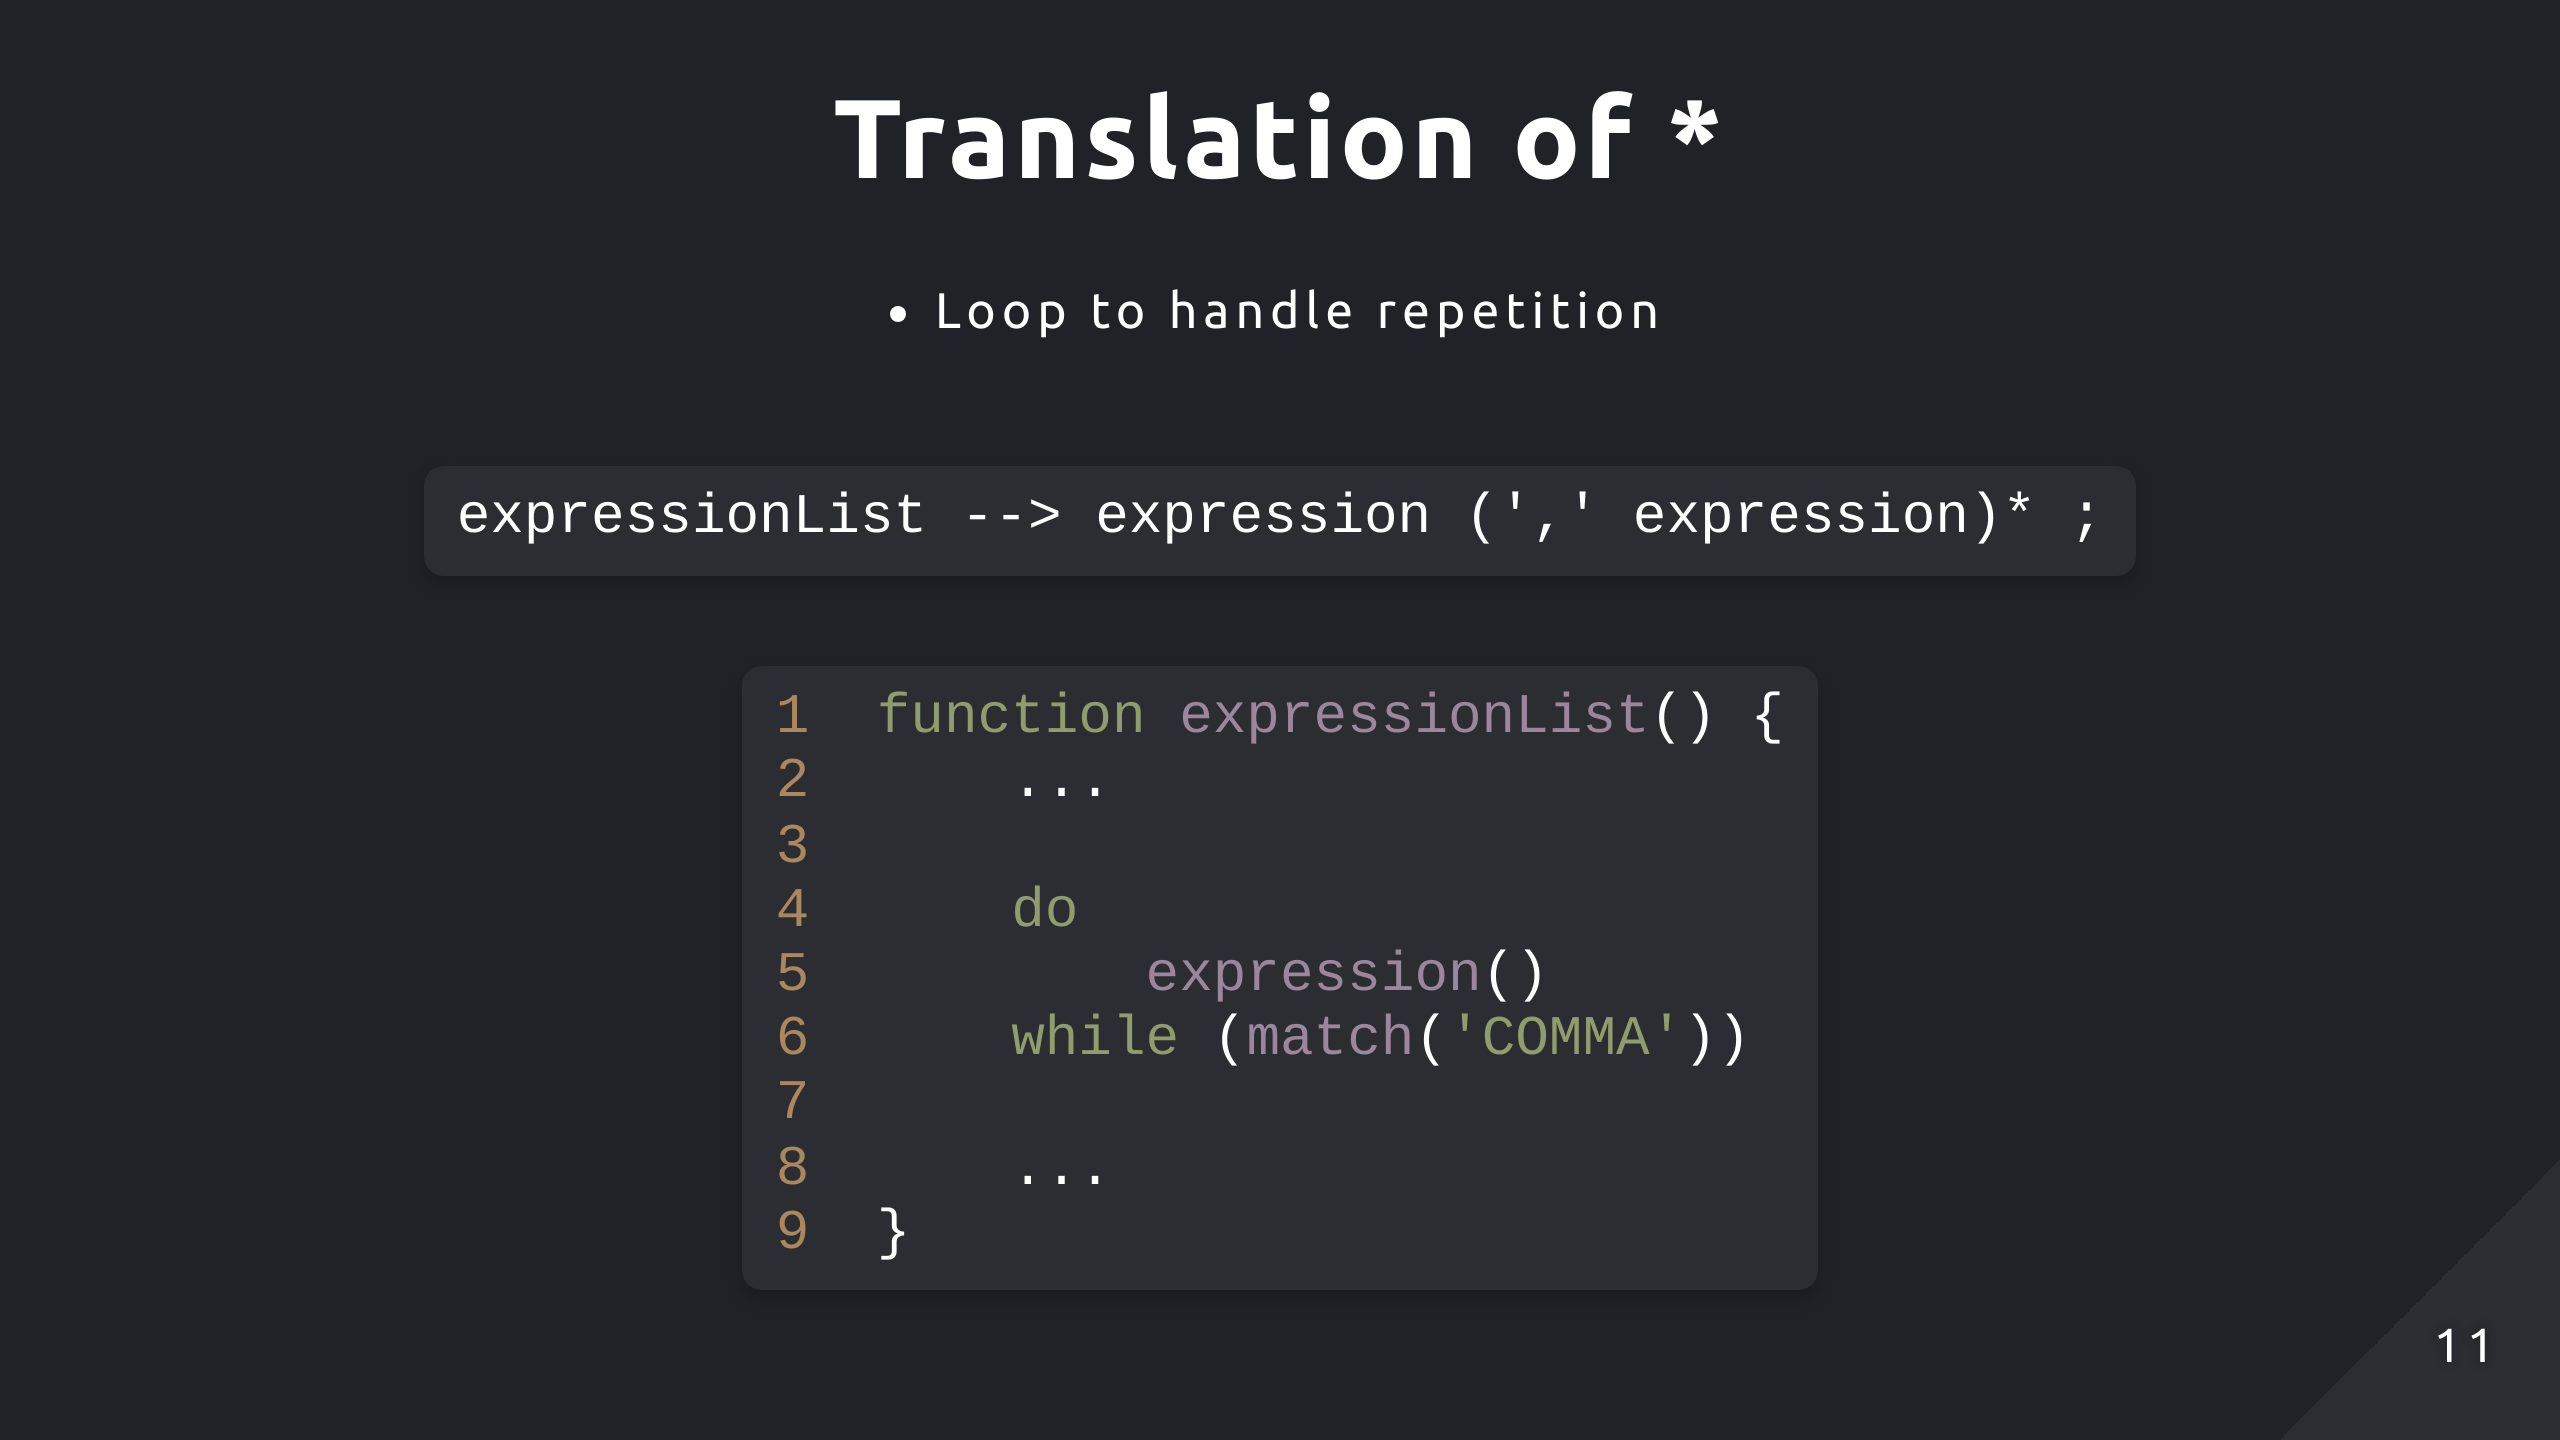 Translation of *
• Loop to handle repetition
expressionList --> expression (',' expression)* ;
1 function expressionList() {
2     ...
3
4     do
5         expression()
6     while (match('COMMA'))
7
8     ...
9 }
11